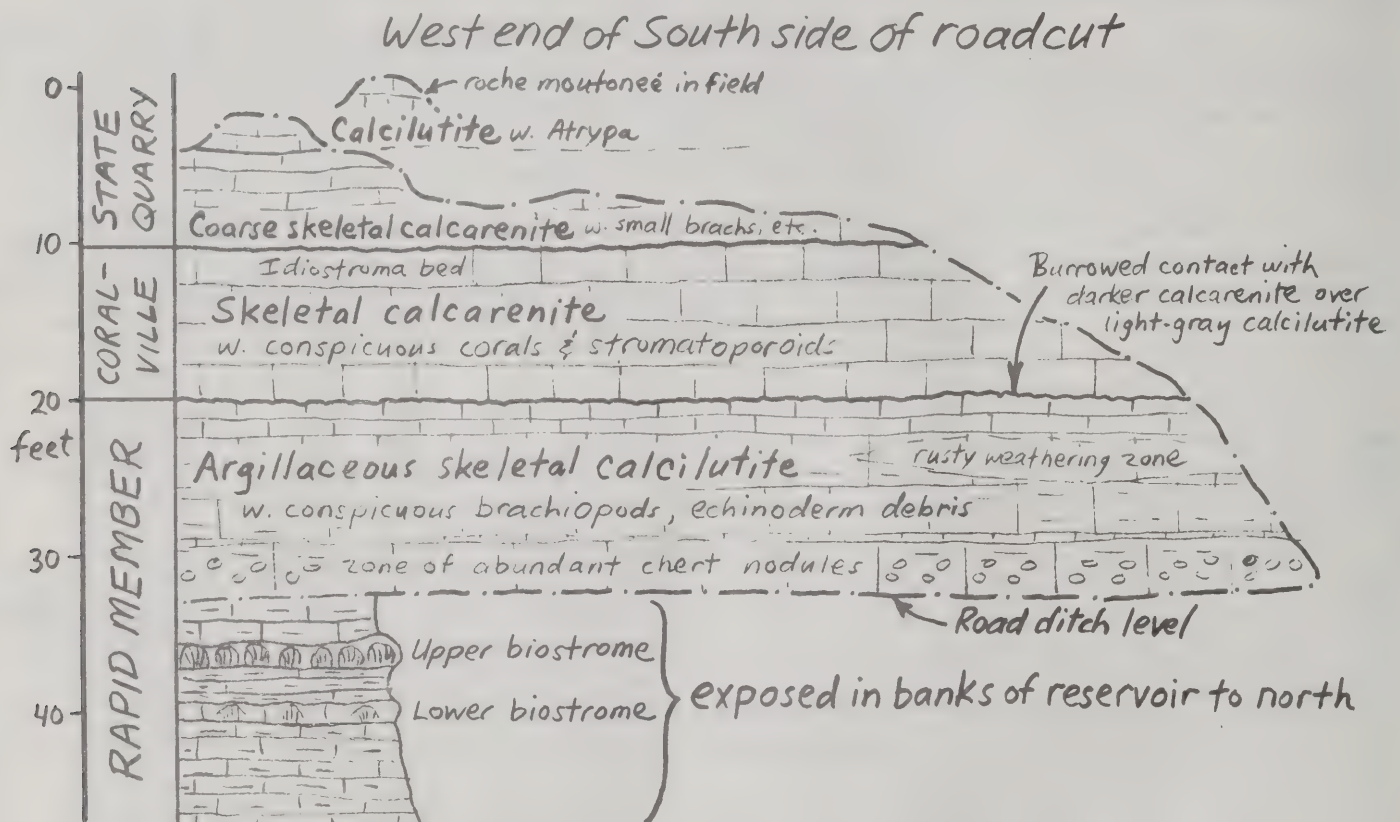 West end of South side of roadcut
0
roche moutoneé in field
Calcilutite w. Atrypa
STATE
QUARRY
Coarse skeletal calcarenite w. small brachs, etc.
10
Idiostroma bed
CORAL-
VILLE
Skeletal calcarenite
w. conspicuous corals & stromatoporoids
Burrowed contact with
darker calcarenite over
light-gray calcilutite
20
feet
Argillaceous skeletal calcilutite
rusty weathering zone
w. conspicuous brachiopods, echinoderm debris
30
zone of abundant chert nodules
RAPID MEMBER
Road ditch level
Upper biostrome
exposed in banks of reservoir to north
40
Lower biostrome